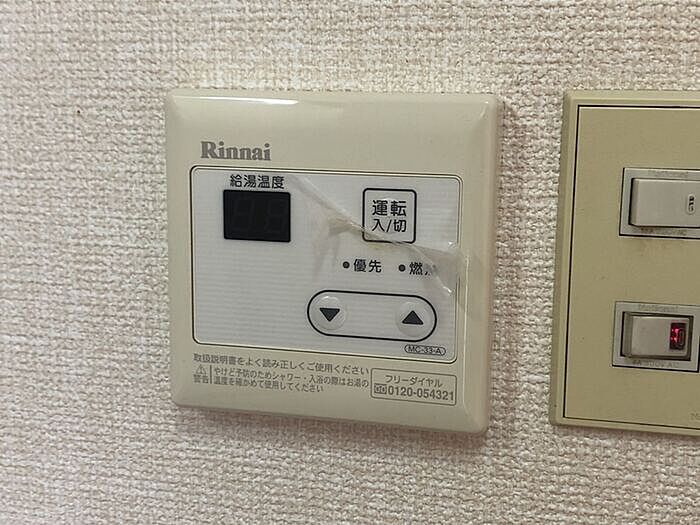 Rinnai
給湯温度
運転
入/切
優先
燃
MC-33-A
取扱説明書をよく読み正しくご使用ください
警告
やけど予防のためシャワー・入浴の際はお湯の
温度を確かめて使用してください
フリーダイヤル
0120-054321
National
National